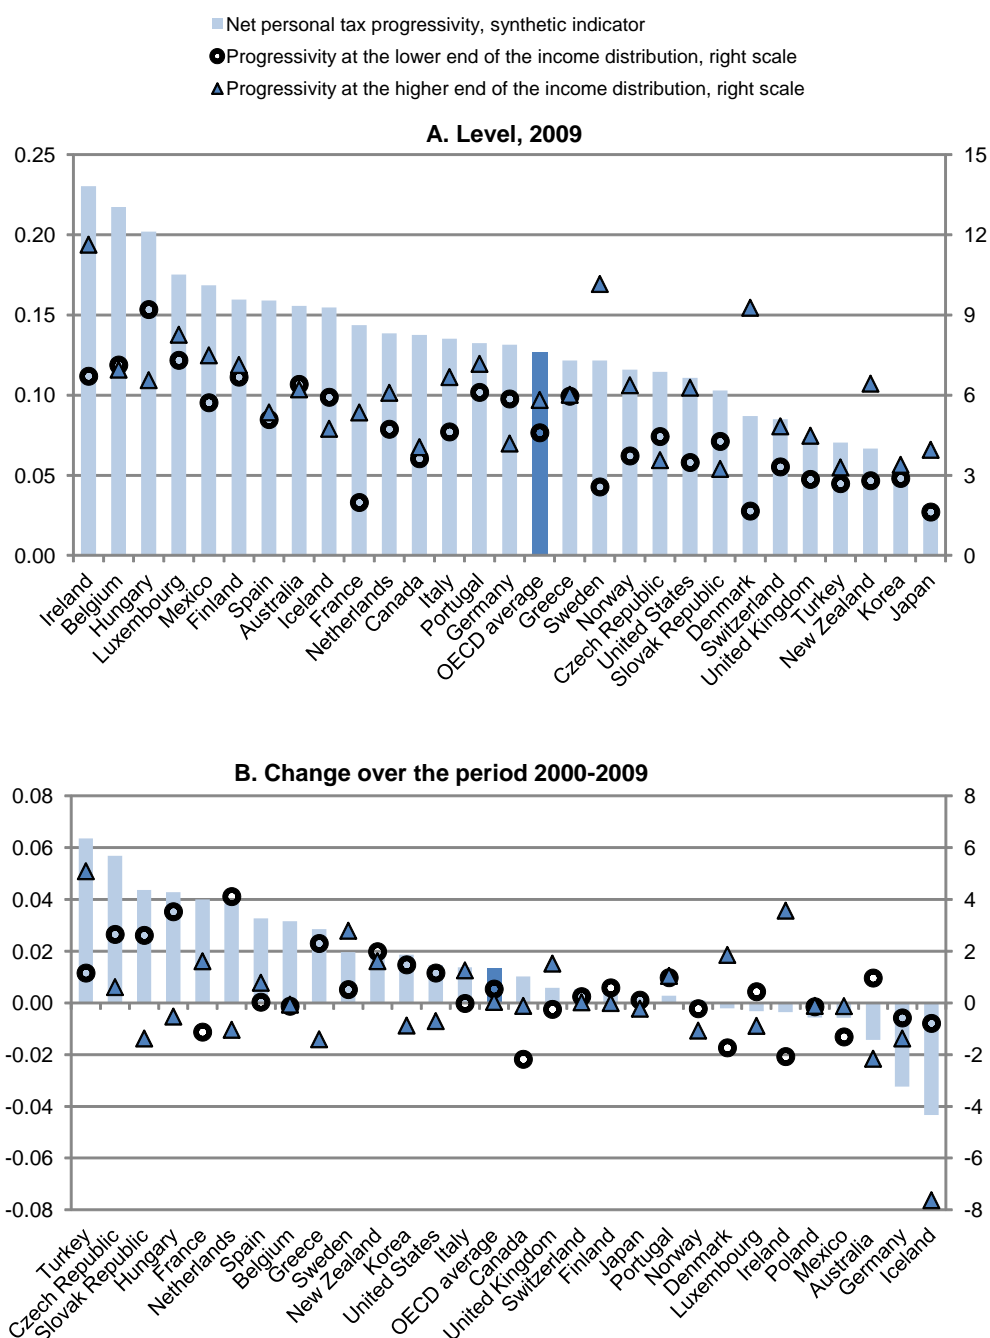 Net personal tax progressivity, synthetic indicator
Progressivity at the lower end of the income distribution, right scale
Progressivity at the higher end of the income distribution, right scale
A. Level, 2009
0.25
15
0.20
12
0.15
9
0.10
6
0.05
3
0.00
0
Ireland
Belgium
Hungary
Luxembourg
Mexico
Finland
Spain
Australia
Iceland
France
Netherlands
Canada
Italy
Portugal
Germany
OECD average
Greece
Sweden
Norway
Czech Republic
United States
Slovak Republic
Denmark
Switzerland
United Kingdom
Turkey
New Zealand
Korea
Japan
B. Change over the period 2000-2009
0.08
8
0.06
6
0.04
4
0.02
2
0.00
0
-0.02
-2
-0.04
-4
-0.06
-6
-0.08
-8
Turkey
Czech Republic
Slovak Republic
Hungary
France
Netherlands
Spain
Belgium
Greece
Sweden
New Zealand
Korea
United States
Italy
OECD average
Canada
United Kingdom
Switzerland
Finland
Japan
Portugal
Norway
Denmark
Luxembourg
Ireland
Poland
Mexico
Australia
Germany
Iceland